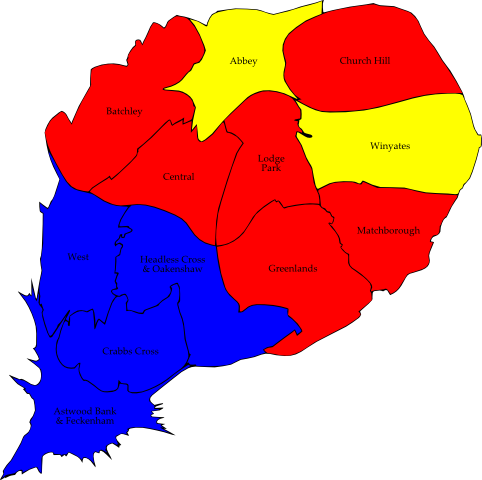 Abbey
Church Hill
Batchley
Winyates
Lodge
Park
Central
Matchborough
West
Headless Cross
& Oakenshaw
Greenlands
Crabbs Cross
Astwood Bank
& Feckenham